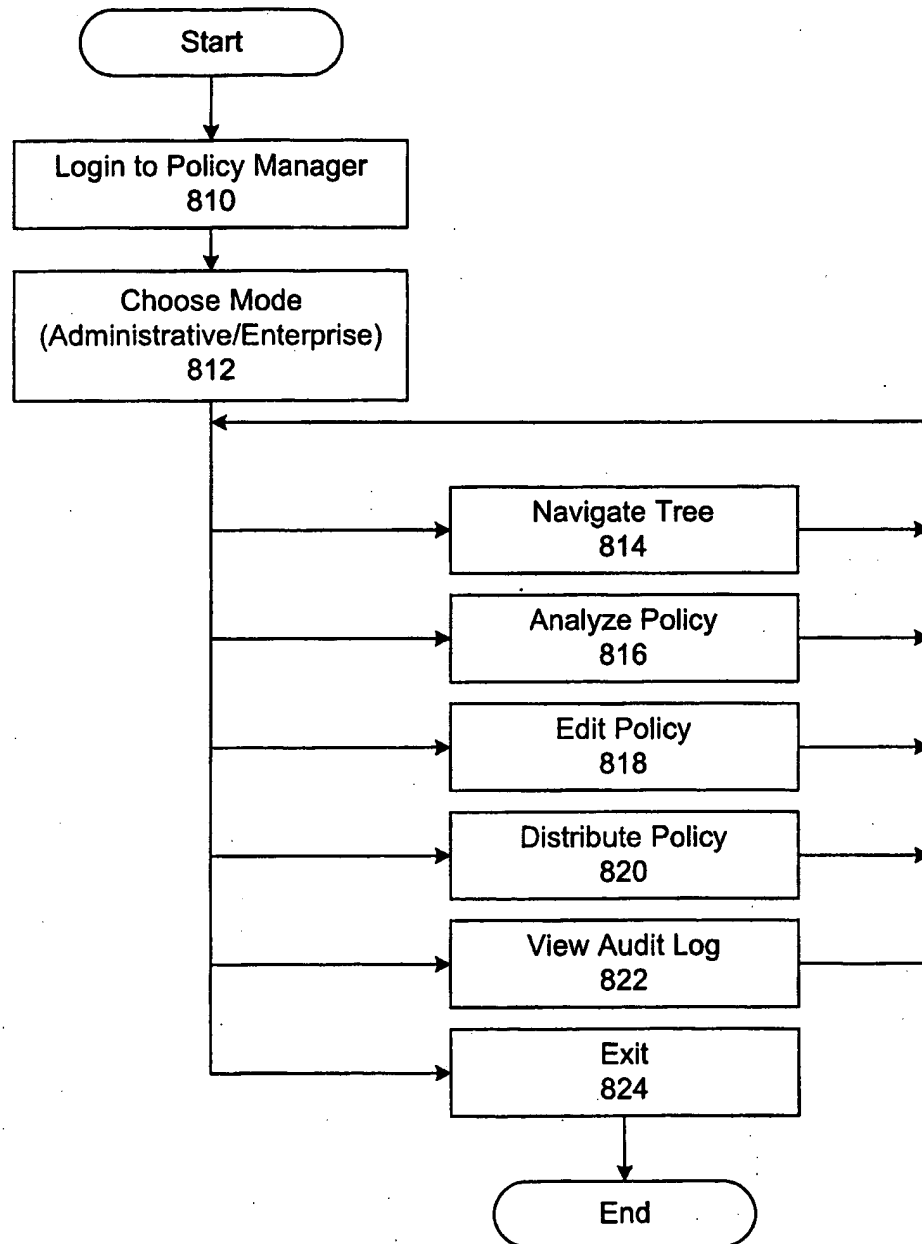 Start
Login to Policy Manager
810
Choose Mode
(Administrative/Enterprise)
812
Navigate Tree
814
Analyze Policy
816
Edit Policy
818
Distribute Policy
820
View Audit Log
822
Exit
824
End